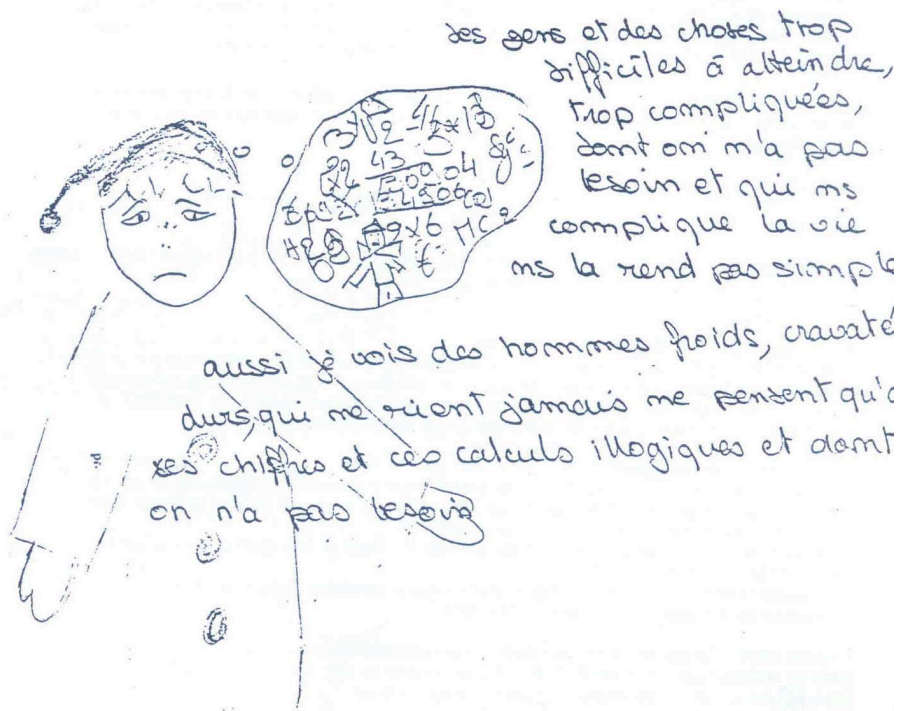 des gens et des choses trop
difficiles à atteindre,
trop compliquées,
dont on n'a pas
besoin et qui ns
complique la vie
ns la rend pas simple
aussi je vois des hommes froids, cravaté
durs, qui ne rient jamais ne pensent qu'à
ces chiffres et ces calculs illogiques et dont
on n'a pas besoin
MC²